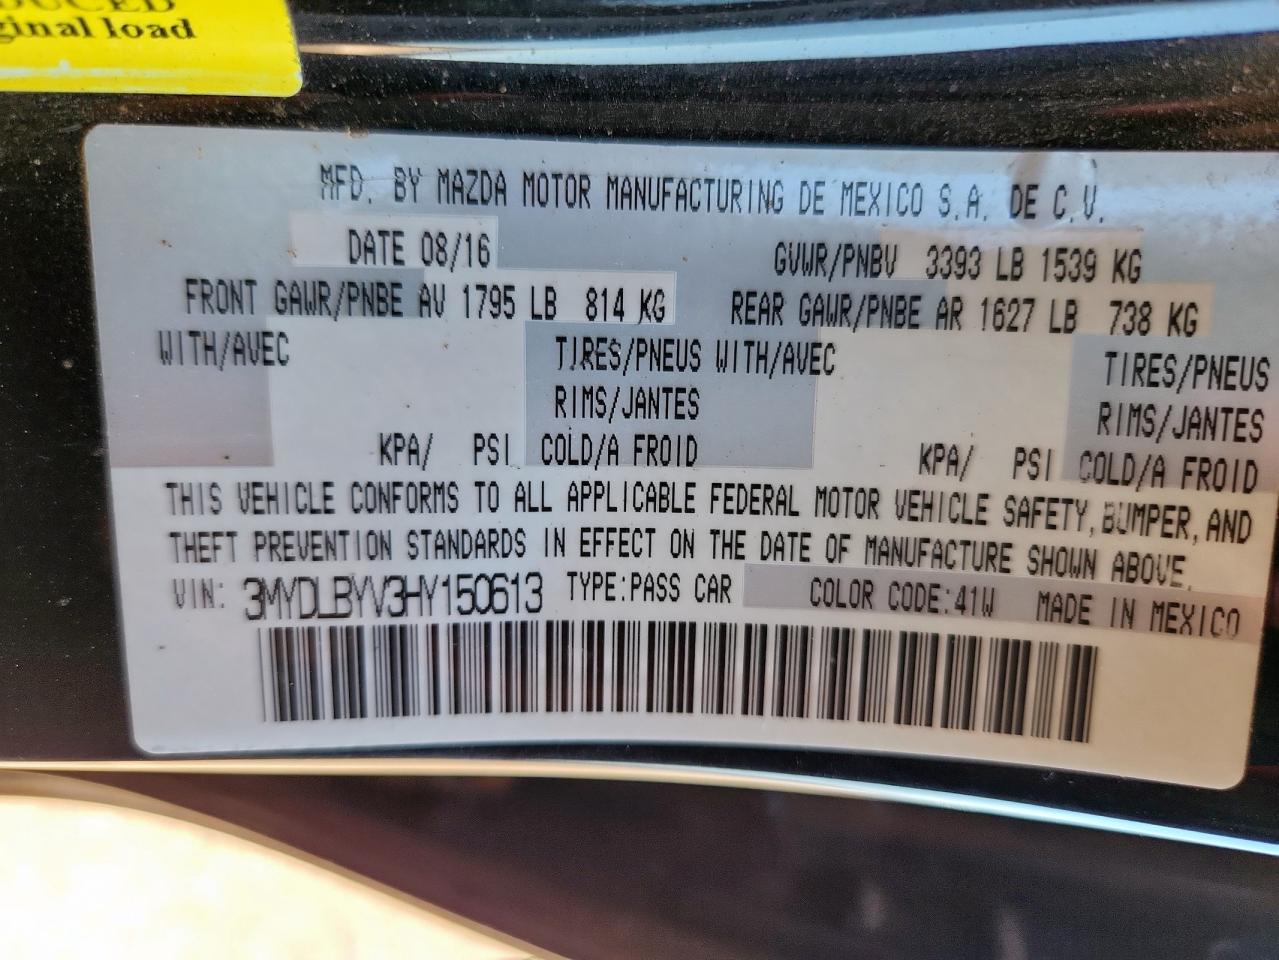 DUCED
ginal load
MFD. BY MAZDA MOTOR MANUFACTURING DE MEXICO S.A. DE C.V.
DATE 08/16 GVWR/PNBV 3393 LB 1539 KG
FRONT GAWR/PNBE AV 1795 LB 814 KG REAR GAWR/PNBE AR 1627 LB 738 KG
WITH/AVEC TIRES/PNEUS WITH/AVEC TIRES/PNEUS
RIMS/JANTES RIMS/JANTES
KPA/ PSI COLD/A FROID KPA/ PSI COLD/A FROID
THIS VEHICLE CONFORMS TO ALL APPLICABLE FEDERAL MOTOR VEHICLE SAFETY, BUMPER, AND
THEFT PREVENTION STANDARDS IN EFFECT ON THE DATE OF MANUFACTURE SHOWN ABOVE.
VIN: 3MYDLBYV3HY150613 TYPE:PASS CAR COLOR CODE:41W MADE IN MEXICO